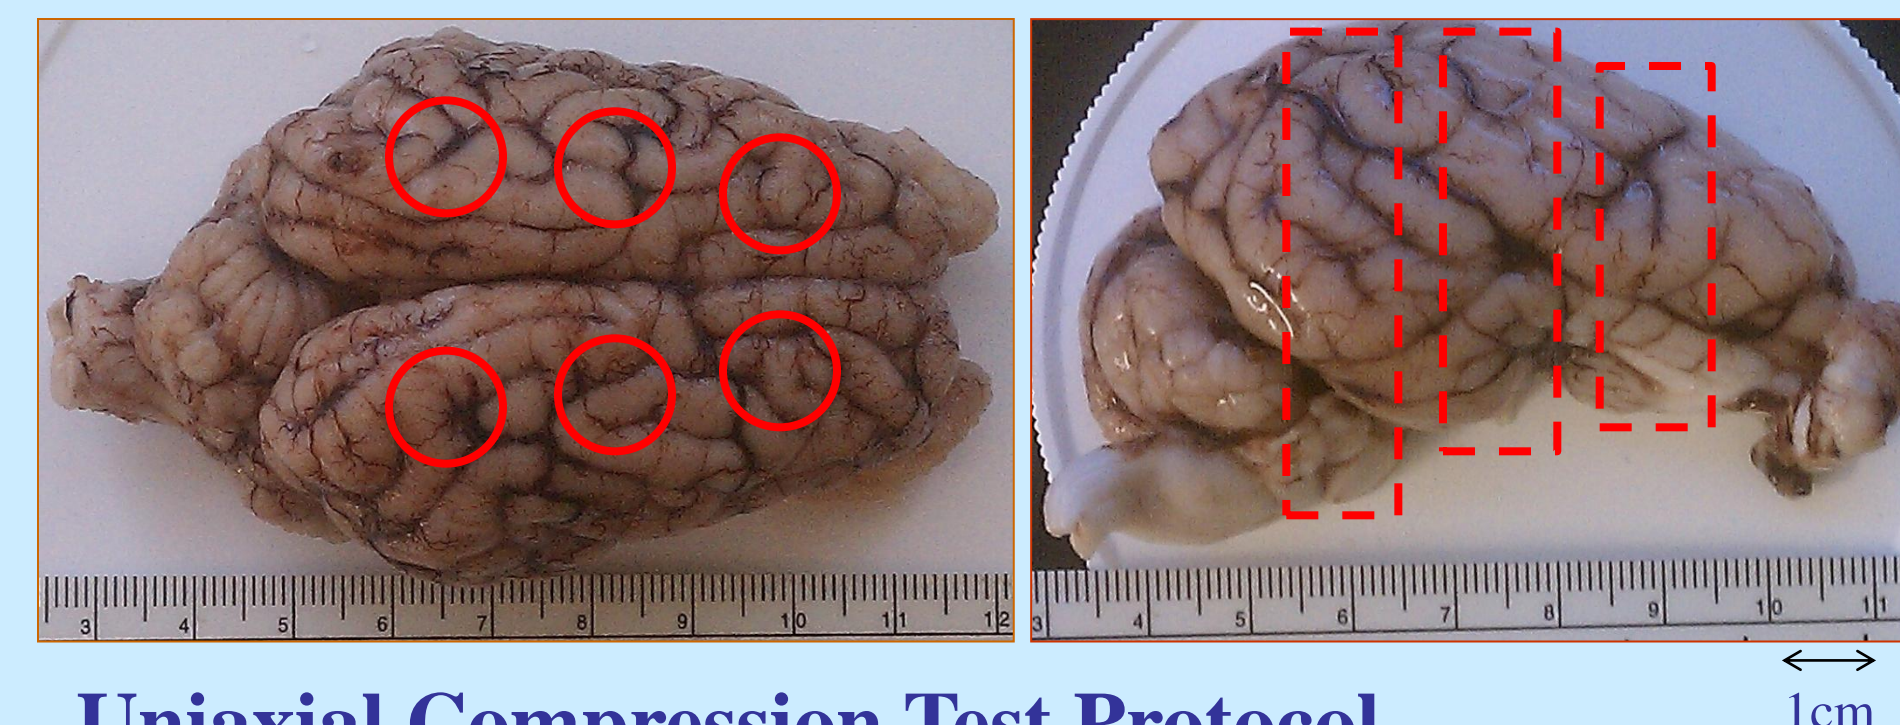 3 4 5 6 7 8 9 10 11 12
3 4 5 6 7 8 9 10 11
1cm
Uniaxial Compression Test Protocol